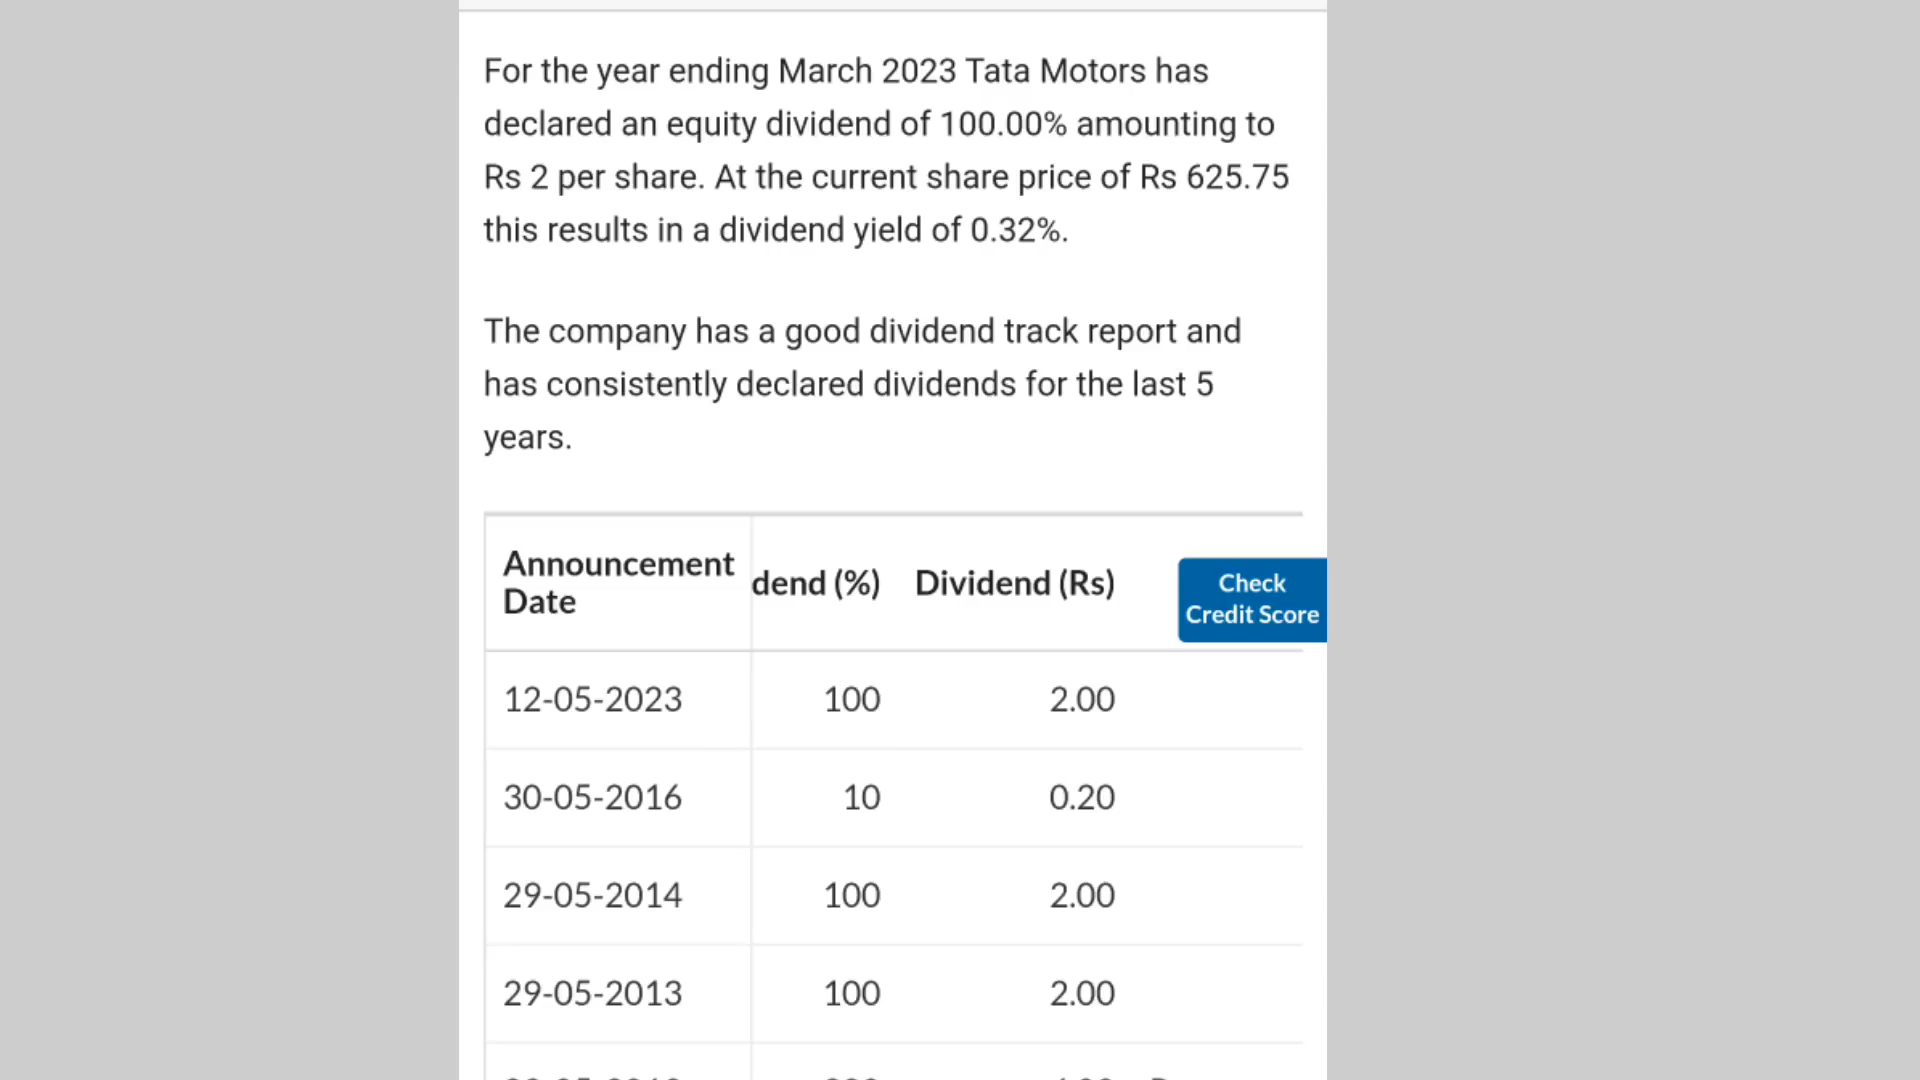 For the year ending March 2023 Tata Motors has
declared an equity dividend of 100.00% amounting to
Rs 2 per share. At the current share price of Rs 625.75
this results in a dividend yield of 0.32%.
The company has a good dividend track report and
has consistently declared dividends for the last 5
years.
Announcement
Date
dend (%) Dividend (Rs)
Check
Credit Score
12-05-2023 100 2.00
30-05-2016 10 0.20
29-05-2014 100 2.00
29-05-2013 100 2.00